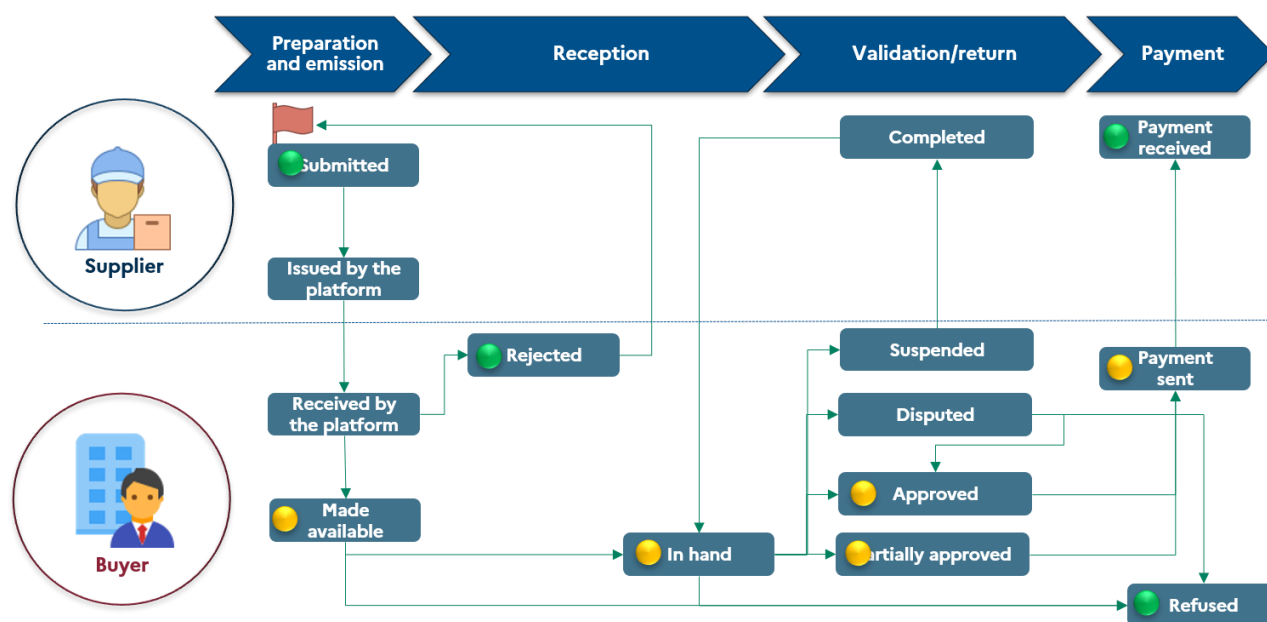 Preparation
and emission
Reception
Validation/return
Payment
Submitted
Completed
Payment
received
Supplier
Issued by the
platform
Rejected
Suspended
Payment
sent
Received by
the platform
Disputed
Made
available
Approved
Buyer
In hand
artially approved
Refused